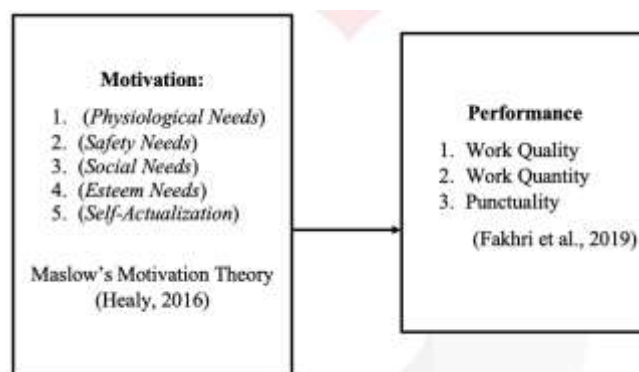 Motivation:
1. (Physiological Needs)
2. (Safety Needs)
3. (Social Needs)
4. (Esteem Needs)
5. (Self-Actualization)
Maslow's Motivation Theory
(Healy, 2016)
Performance
1. Work Quality
2. Work Quantity
3. Punctuality
(Fakhri et al., 2019)